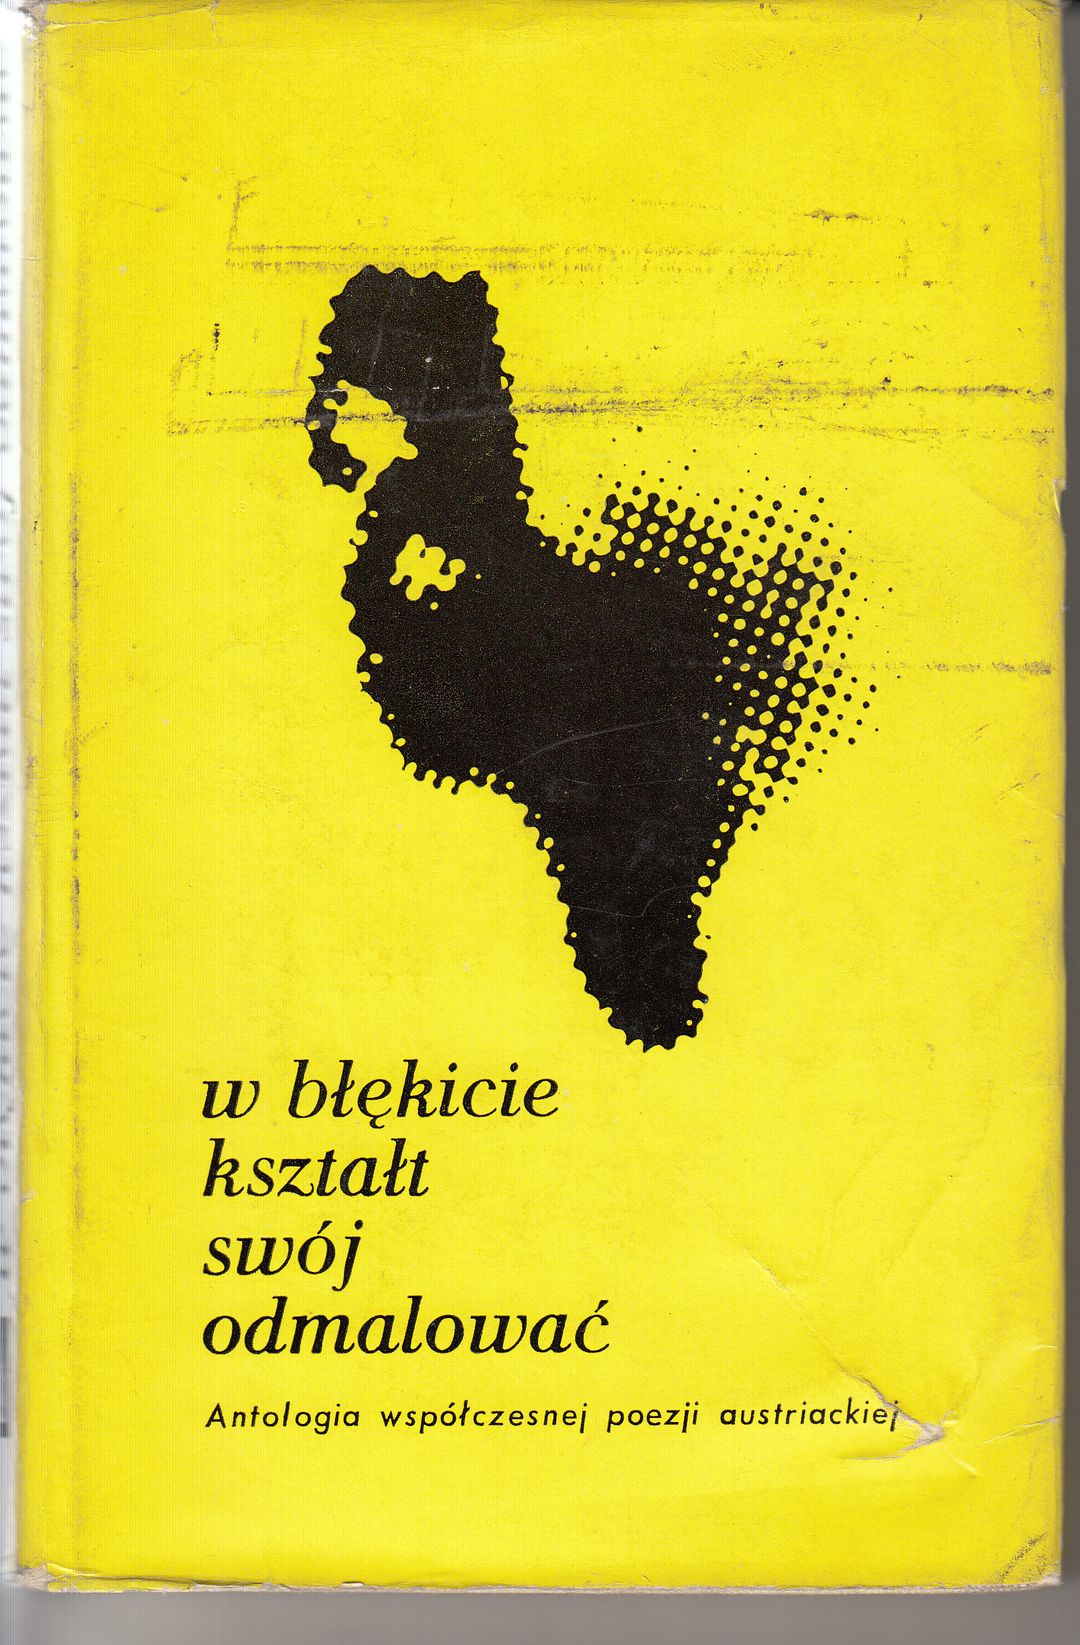 w błękicie
kształt
swój
odmalować
Antologia współczesnej poezji austriackiej